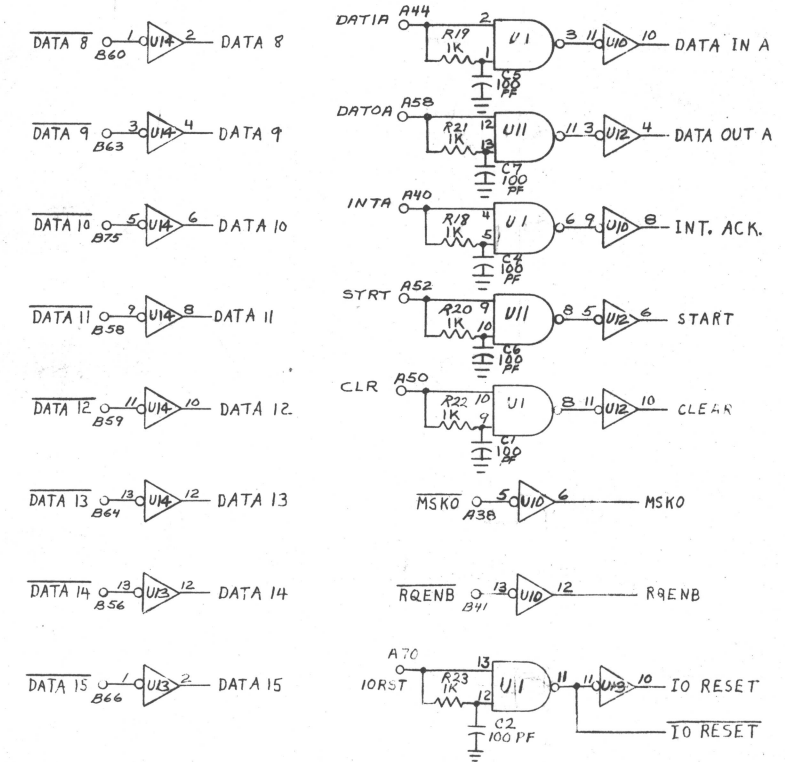 DATA 8 1 U14 2 DATA 8
B60
DATA 9 3 U14 4 DATA 9
B63
DATA 10 5 U14 6 DATA 10
B75
DATA 11 9 U14 8 DATA 11
B58
DATA 12 11 U14 10 DATA 12
B59
DATA 13 13 U14 12 DATA 13
B64
DATA 14 13 U13 12 DATA 14
B56
DATA 15 1 U13 2 DATA 15
B66
DATIA A44 2 U1 3 11 U10 10 DATA IN A
R19
1K
1
C5
100
PF
DATOA A58 12 U11 11 3 U12 4 DATA OUT A
R21
1K
13
C7
100
PF
INTA A40 4 U1 6 9 U10 8 INT. ACK.
R18
1K
5
C4
100
PF
STRT A52 9 U11 8 5 U12 6 START
R20
1K
10
C6
100
PF
CLR A50 10 U1 8 11 U12 10 CLEAR
R22
1K
9
C1
100
PF
MSKO 5 U10 6 MSKO
A38
RQENB 13 U10 12 RQENB
B41
A70
IORST
13 U1 11 11 U13 10 IO RESET
R23
1K
12
C2
100 PF
IO RESET